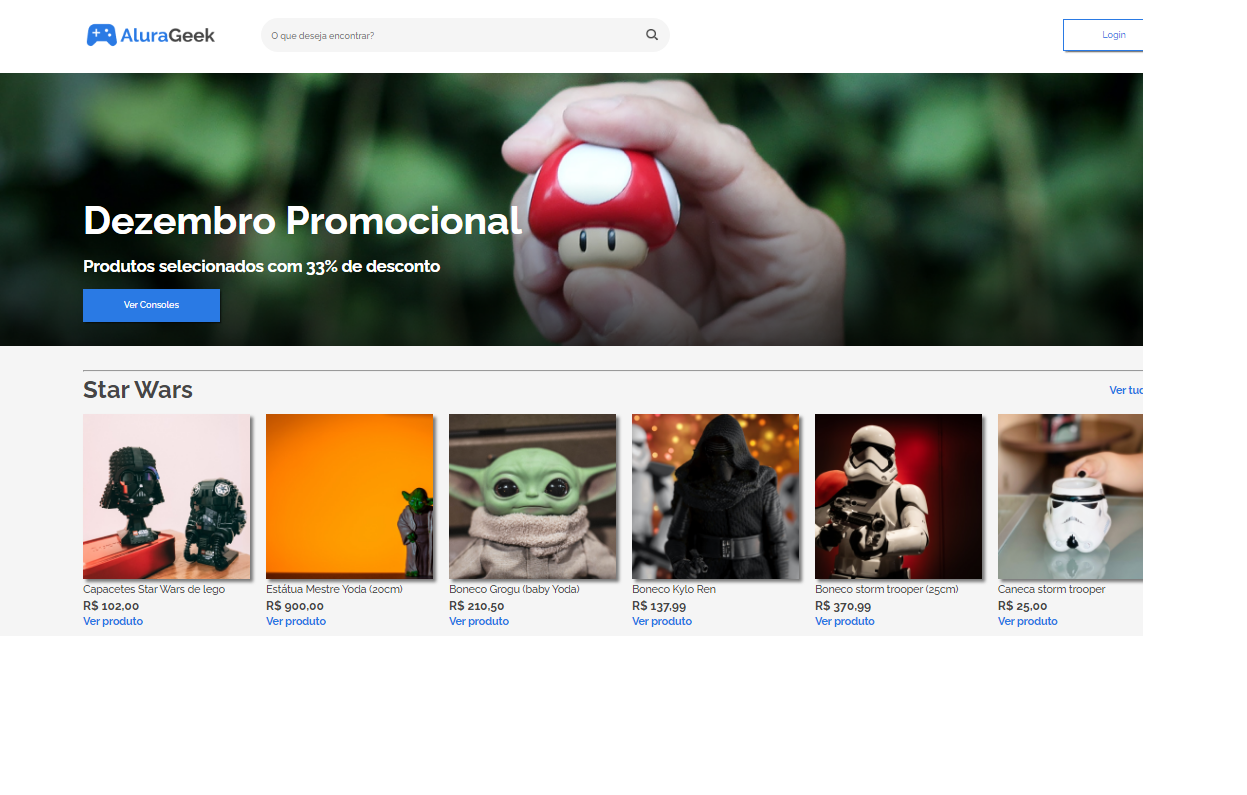 AluraGeek
O que deseja encontrar?
Login
Dezembro Promocional
Produtos selecionados com 33% de desconto
Ver Consoles
Star Wars
Ver tud
Capacetes Star Wars de lego
R$ 102,00
Ver produto
Estátua Mestre Yoda (20cm)
R$ 900,00
Ver produto
Boneco Grogu (baby Yoda)
R$ 210,50
Ver produto
Boneco Kylo Ren
R$ 137,99
Ver produto
Boneco storm trooper (25cm)
R$ 370,99
Ver produto
Caneca storm trooper
R$ 25,00
Ver produto